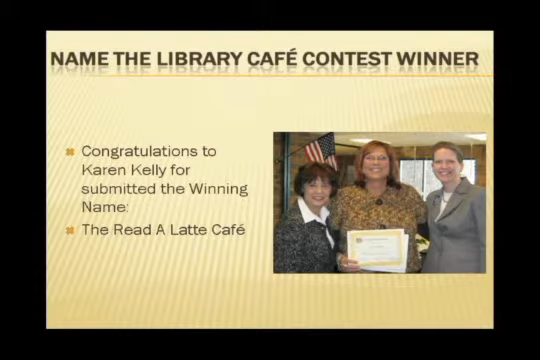 NAME THE LIBRARY CAFÉ CONTEST WINNER
Congratulations to
Karen Kelly for
submitted the Winning
Name:
The Read A Latte Café